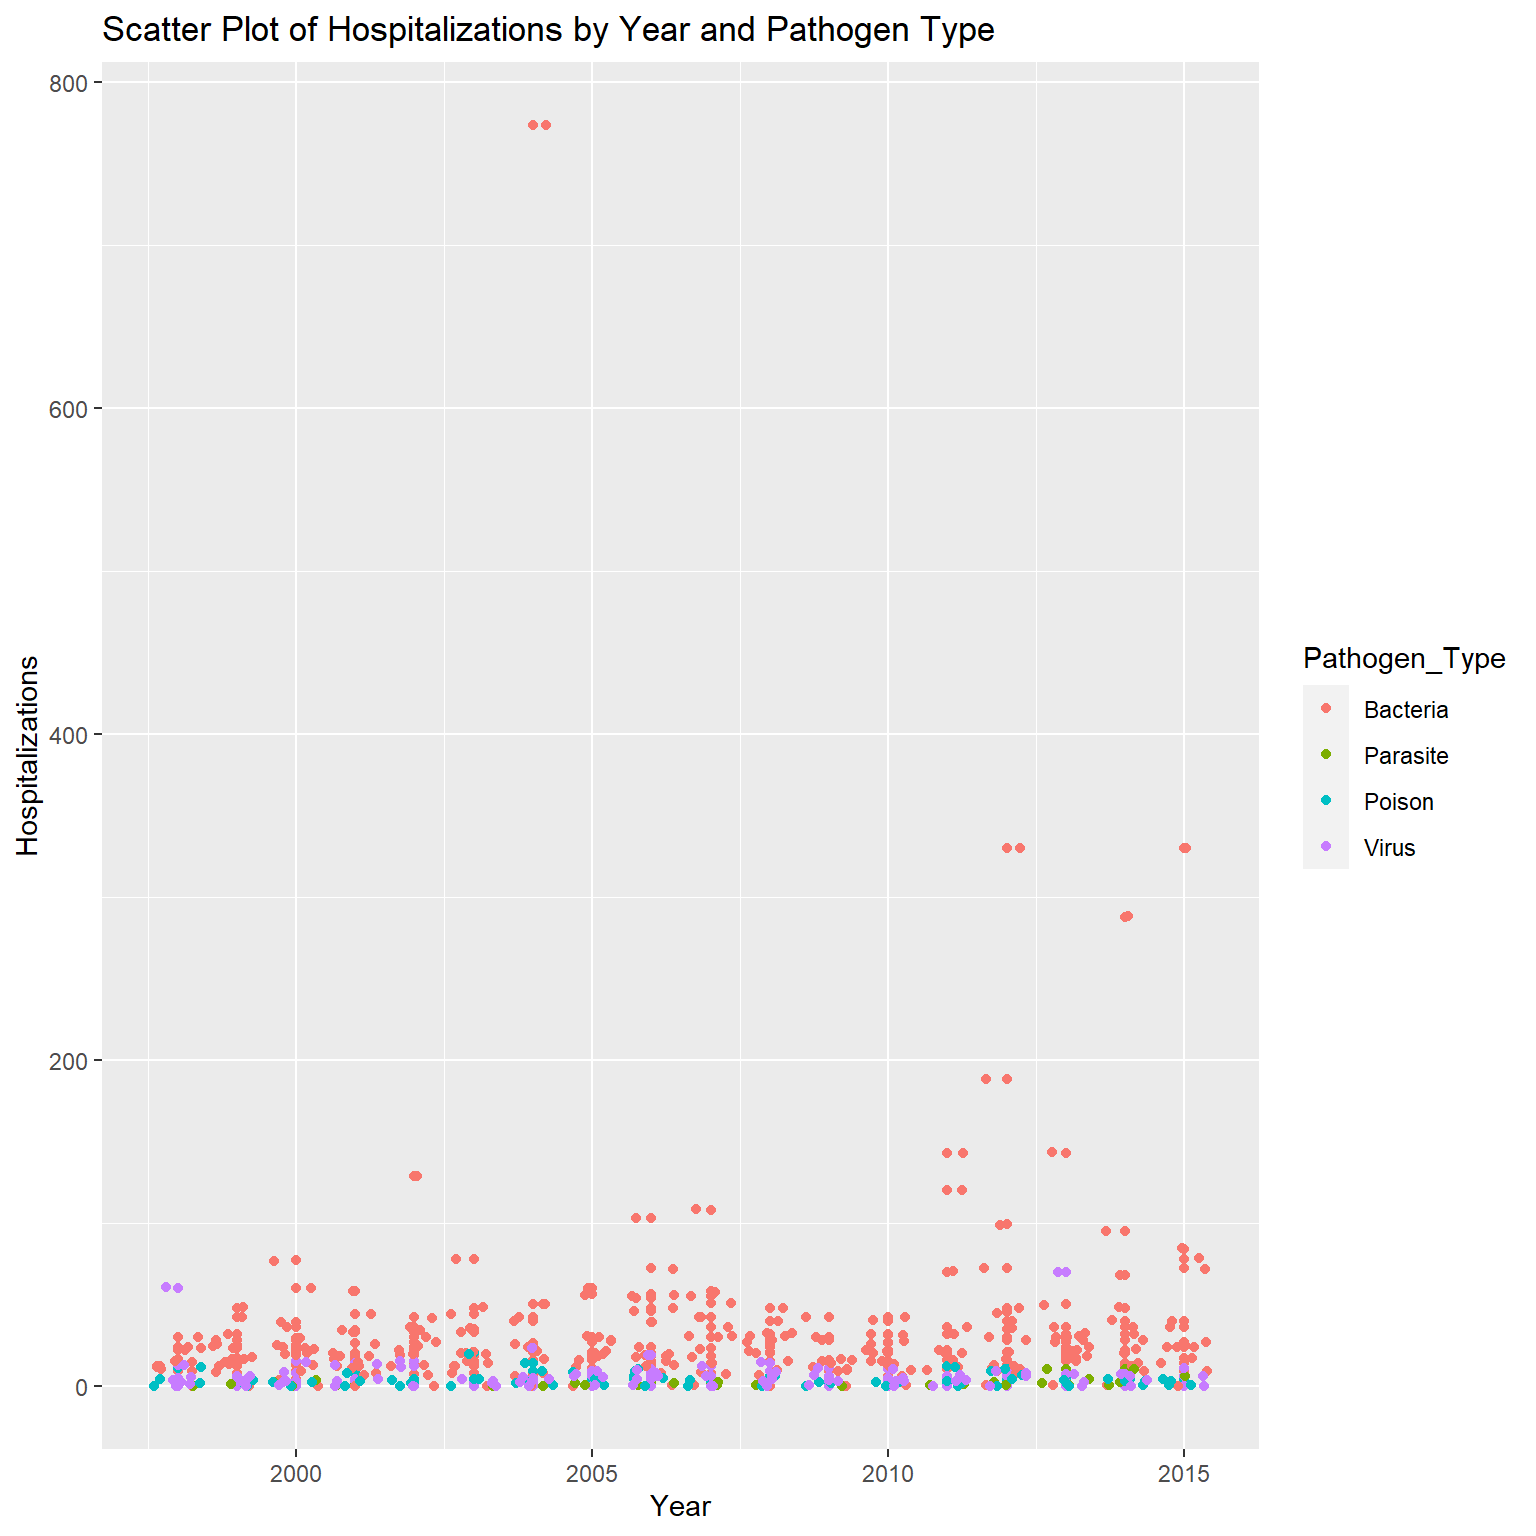 Scatter Plot of Hospitalizations by Year and Pathogen Type
800
600
400
200
0
Hospitalizations
2000 2005 2010 2015
Year
Pathogen_Type
Bacteria
Parasite
Poison
Virus